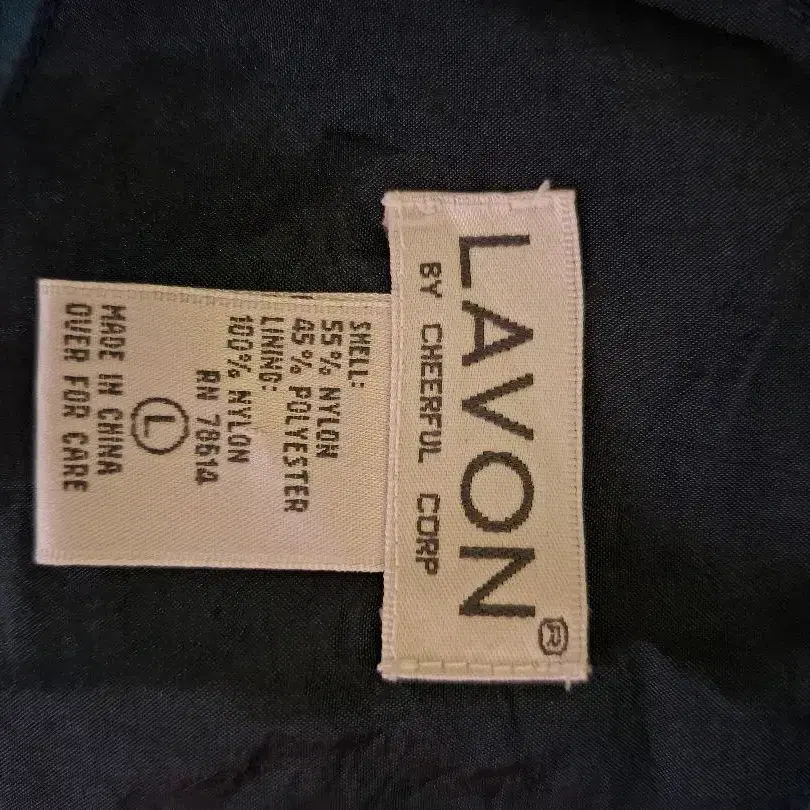 LAVON®
BY CHEERFUL CORP
SHELL:
55% NYLON
45% POLYESTER
LINING:
100% NYLON
RN 78614
L
MADE IN CHINA
OVER FOR CARE